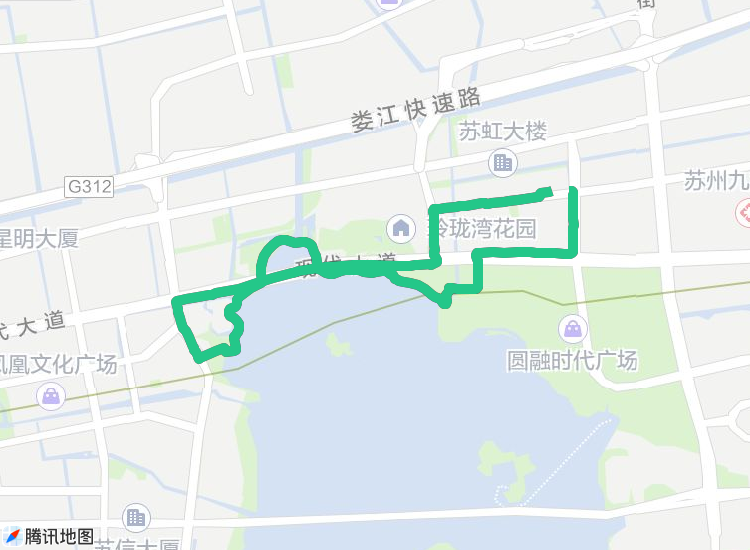 街
娄江快速路
苏虹大楼
G312
苏州九
星明大厦
玲珑湾花园
现代大道
代大道
圆融时代广场
凤凰文化广场
腾讯地图
苏信大厦